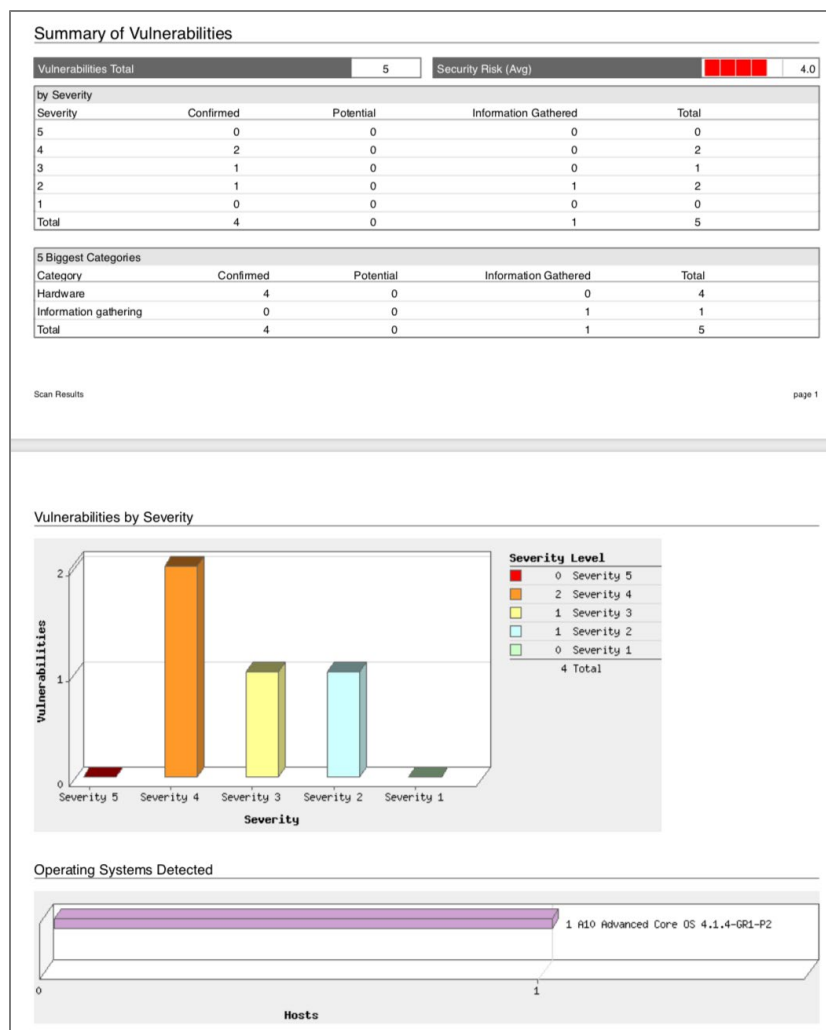 Summary of Vulnerabilities
Vulnerabilities Total 5 Security Risk (Avg) 4.0
by Severity
Severity Confirmed Potential Information Gathered Total
5 0 0 0 0
4 2 0 0 2
3 1 0 0 1
2 1 0 1 2
1 0 0 0 0
Total 4 0 1 5
5 Biggest Categories
Category Confirmed Potential Information Gathered Total
Hardware 4 0 0 4
Information gathering 0 0 1 1
Total 4 0 1 5
Scan Results page 1
Vulnerabilities by Severity
Vulnerabilities
2
1
0
Severity 5 Severity 4 Severity 3 Severity 2 Severity 1
Severity
Severity Level
0 Severity 5
2 Severity 4
1 Severity 3
1 Severity 2
0 Severity 1
4 Total
Operating Systems Detected
1 A10 Advanced Core OS 4.1.4-GR1-P2
0 1
Hosts